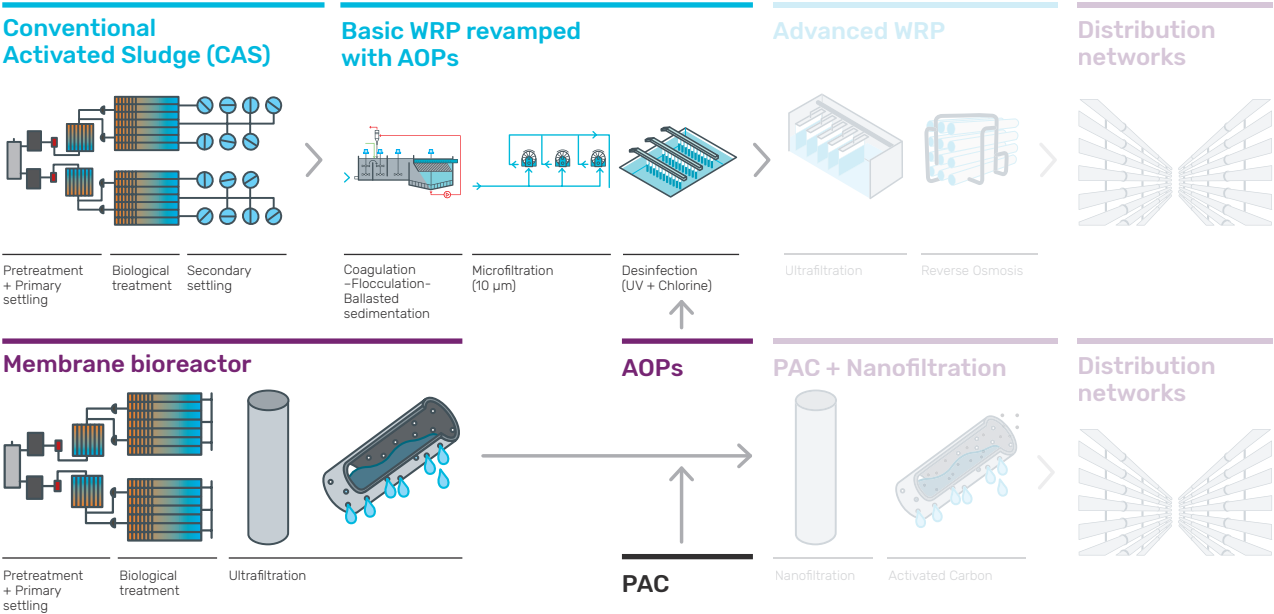 Conventional
Activated Sludge (CAS)
Basic WRP revamped
with AOPs
Advanced WRP
Distribution
networks
Pretreatment
+ Primary
settling
Biological
treatment
Secondary
settling
Coagulation
–Flocculation-
Ballasted
sedimentation
Microfiltration
(10 µm)
Desinfection
(UV + Chlorine)
Ultrafiltration
Reverse Osmosis
Membrane bioreactor
AOPs
PAC + Nanofiltration
Distribution
networks
Pretreatment
+ Primary
settling
Biological
treatment
Ultrafiltration
PAC
Nanofiltration
Activated Carbon